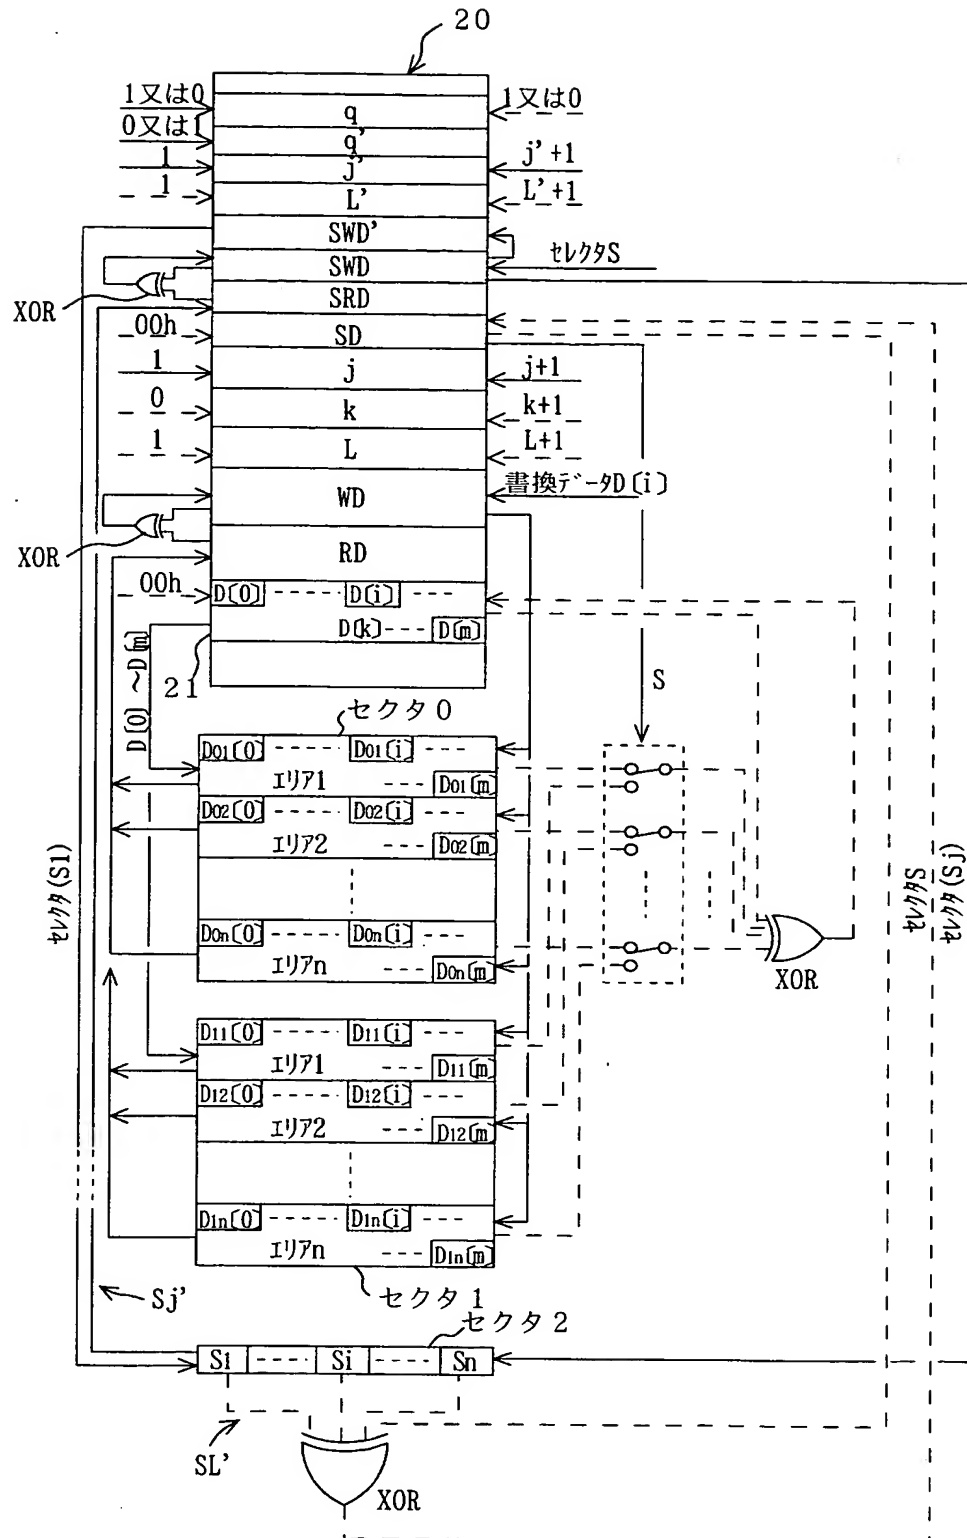 20
1又は0
q
1又は0
0又は1
q'
1
j'
j'+1
1
L'
L'+1
SWD'
SWD
セレクタS
XOR
SRD
00h
SD
1
j
j+1
0
k
k+1
1
L
L+1
WD
書換データD(i)
XOR
RD
00h
D(0) ----- D(i) ---
D(k)--- D(m)
21
D(0) ~D(m)
S
セクタ0
D01(0) ----- D01(i) ---
エリア1 --- D01(m)
D02(0) ----- D02(i) ---
エリア2 --- D02(m)
D0n(0) ----- D0n(i) ---
エリアn --- D0n(m)
XOR
セレクタ(S1)
セレクタS
セレクタ(Sj)
D11(0) ----- D11(i) ---
エリア1 --- D11(m)
D12(0) ----- D12(i) ---
エリア2 --- D12(m)
D1n(0) ----- D1n(i) ---
エリアn --- D1n(m)
Sj'
セクタ1
セクタ2
S1 ---- Si ---- Sn
SL'
XOR